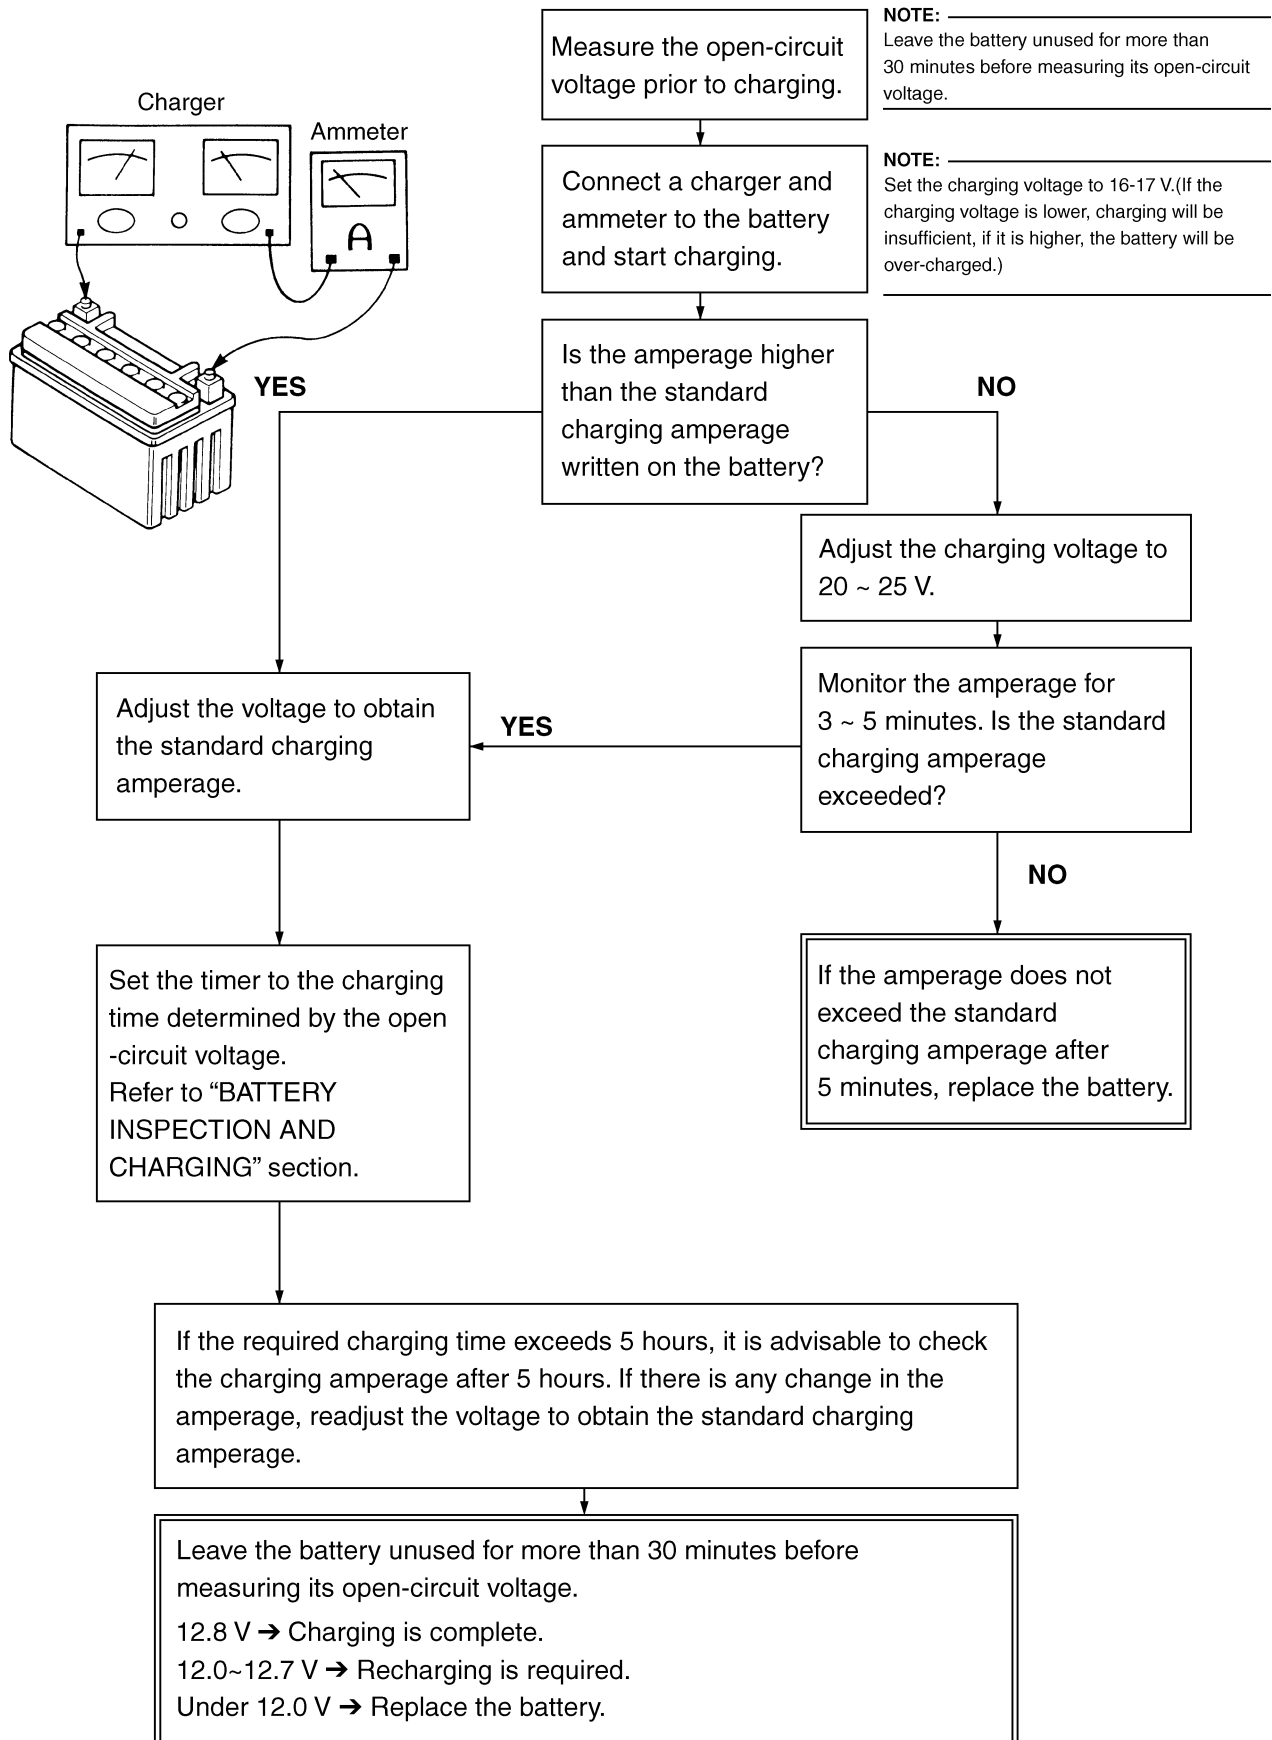 Measure the open-circuit
voltage prior to charging.
NOTE:
Leave the battery unused for more than
30 minutes before measuring its open-circuit
voltage.
Charger
Ammeter
A
Connect a charger and
ammeter to the battery
and start charging.
NOTE:
Set the charging voltage to 16-17 V.(If the
charging voltage is lower, charging will be
insufficient, if it is higher, the battery will be
over-charged.)
Is the amperage higher
than the standard
charging amperage
written on the battery?
YES
NO
Adjust the charging voltage to
20 ~ 25 V.
Monitor the amperage for
3 ~ 5 minutes. Is the standard
charging amperage
exceeded?
YES
Adjust the voltage to obtain
the standard charging
amperage.
NO
If the amperage does not
exceed the standard
charging amperage after
5 minutes, replace the battery.
Set the timer to the charging
time determined by the open
-circuit voltage.
Refer to “BATTERY
INSPECTION AND
CHARGING” section.
If the required charging time exceeds 5 hours, it is advisable to check
the charging amperage after 5 hours. If there is any change in the
amperage, readjust the voltage to obtain the standard charging
amperage.
Leave the battery unused for more than 30 minutes before
measuring its open-circuit voltage.
12.8 V ➔ Charging is complete.
12.0~12.7 V ➔ Recharging is required.
Under 12.0 V ➔ Replace the battery.